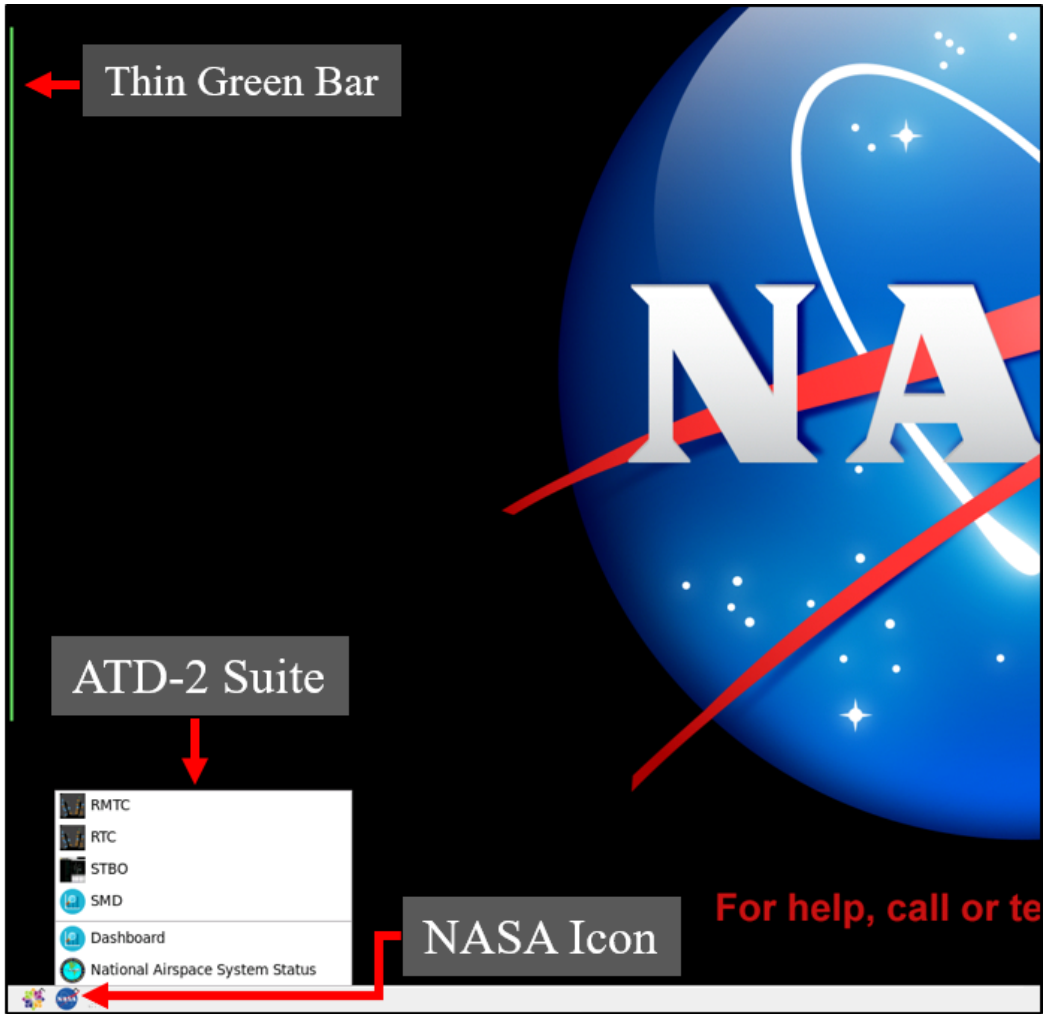 Thin Green Bar
NA
ATD-2 Suite
RMTC
RTC
STBO
SMD
Dashboard
National Airspace System Status
For help, call or te
NASA Icon
NASA